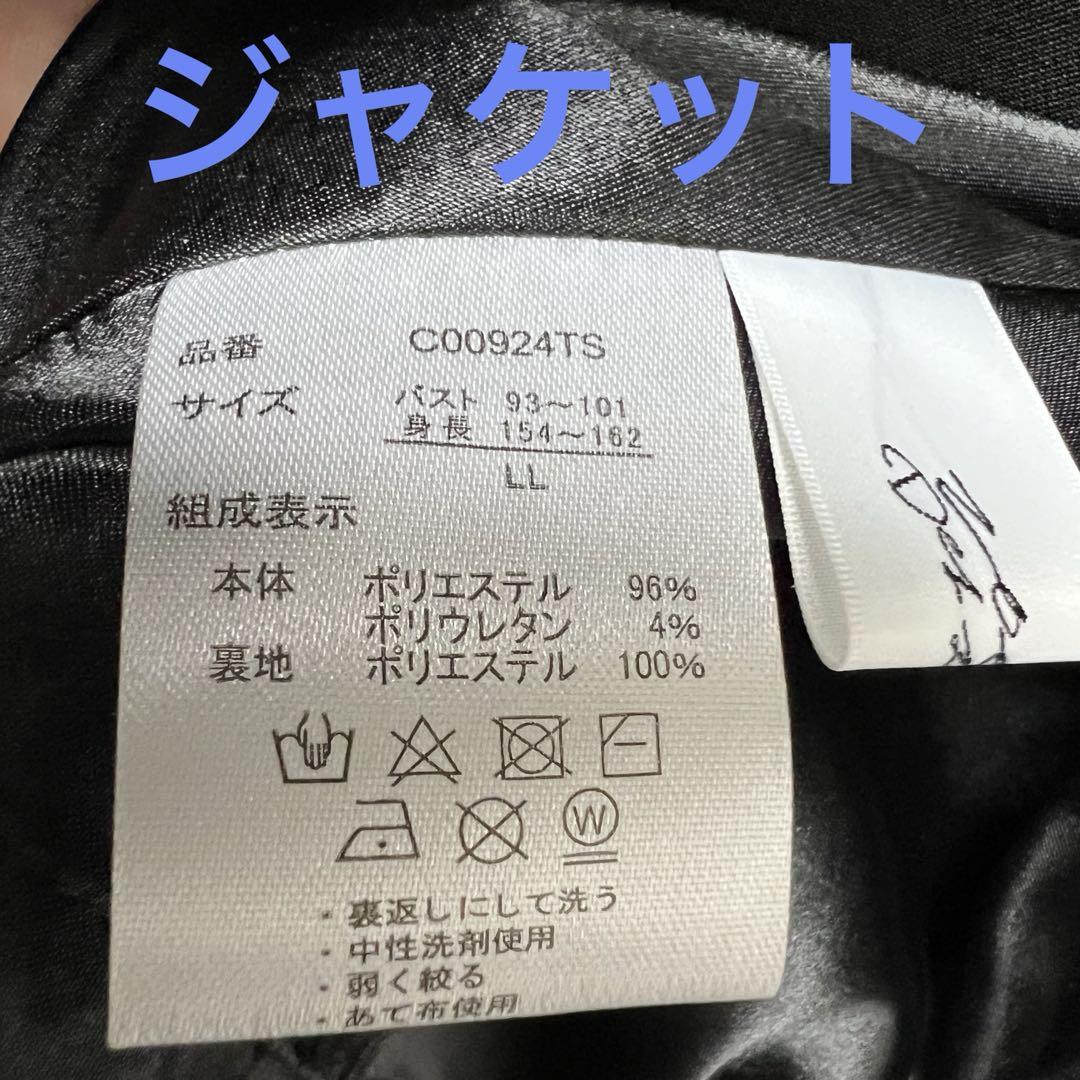 ジャケット
品番 C00924TS
サイズ バスト 93〜101
身長 154〜162
LL
組成表示
本体 ポリエステル 96%
ポリウレタン 4%
裏地 ポリエステル 100%
W
・裏返しにして洗う
・中性洗剤使用
・弱く絞る
・あて布使用